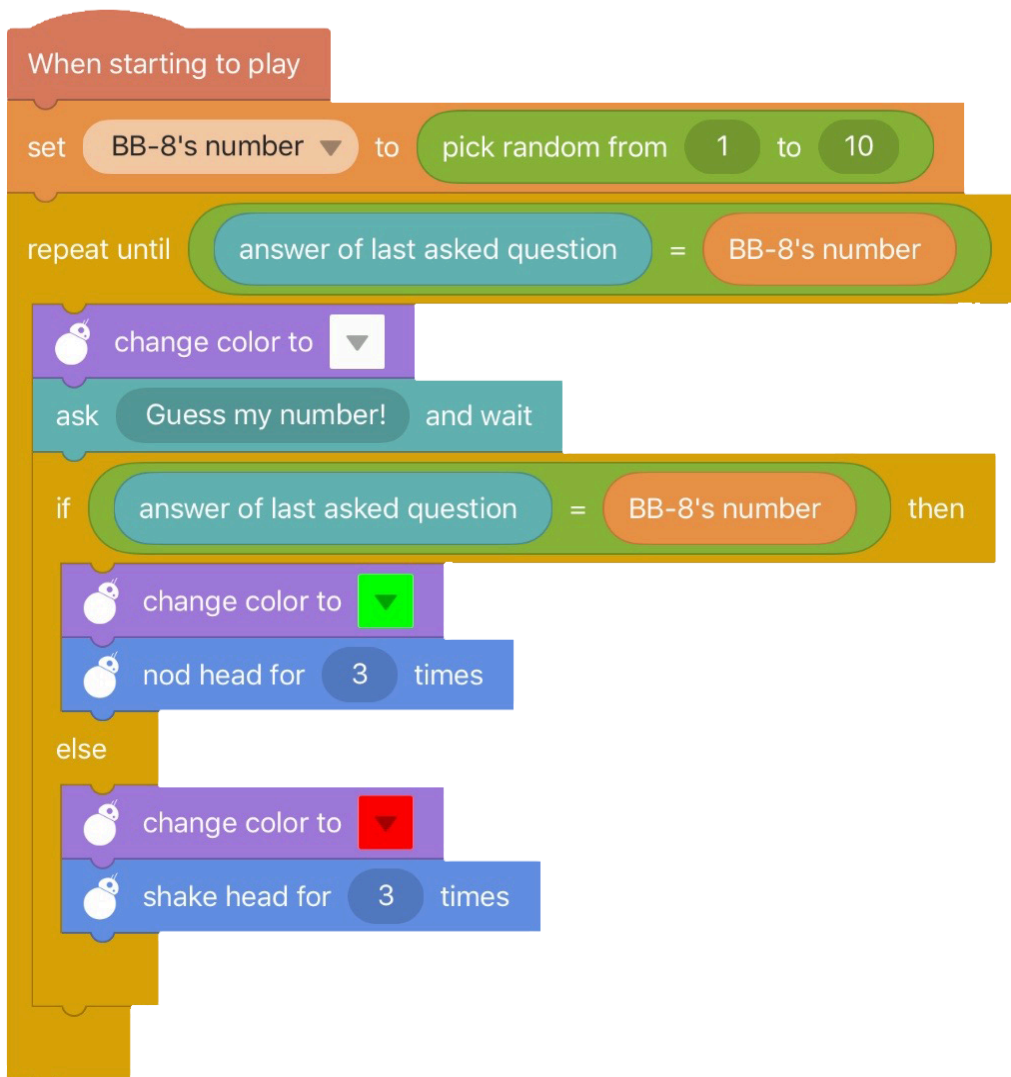 When starting to play
set BB-8's number to pick random from 1 to 10
repeat until answer of last asked question = BB-8's number
change color to
ask Guess my number! and wait
if answer of last asked question = BB-8's number then
change color to
nod head for 3 times
else
change color to
shake head for 3 times